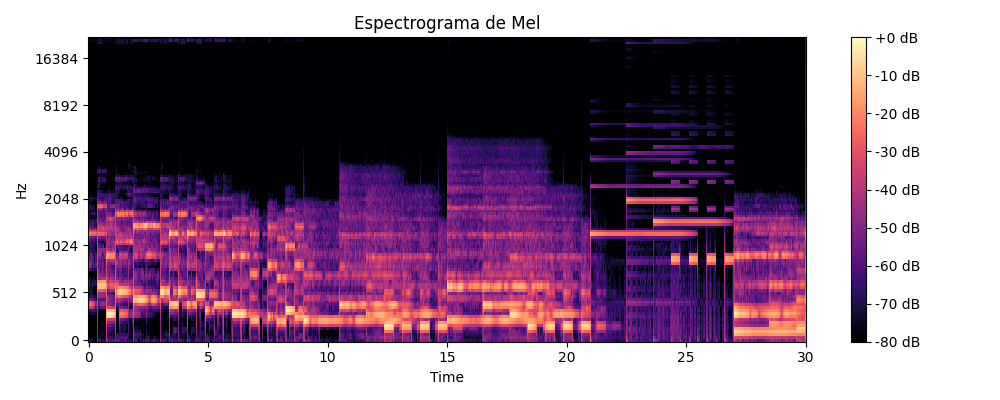 Espectrograma de Mel
16384
8192
4096
2048
1024
512
0
Hz
0
5
10
15
20
25
30
Time
+0 dB
-10 dB
-20 dB
-30 dB
-40 dB
-50 dB
-60 dB
-70 dB
-80 dB